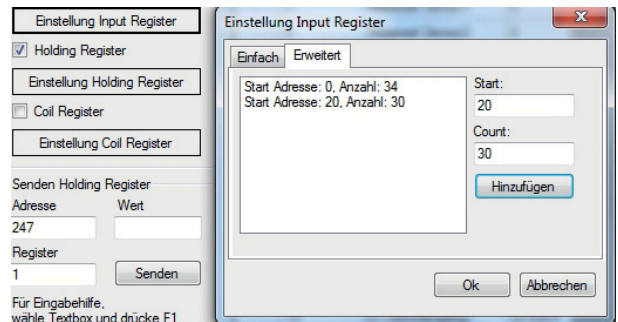 Einstellung Input Register
Holding Register
Einstellung Holding Register
Coil Register
Einstellung Coil Register
Senden Holding Register
Adresse Wert
247
Register
1 Senden
Für Eingabehilfe,
wähle Textbox und drücke F1
Einstellung Input Register
Einfach Erweitert
Start Adresse: 0, Anzahl: 34
Start Adresse: 20, Anzahl: 30
Start:
20
Count:
30
Hinzufügen
Ok Abbrechen